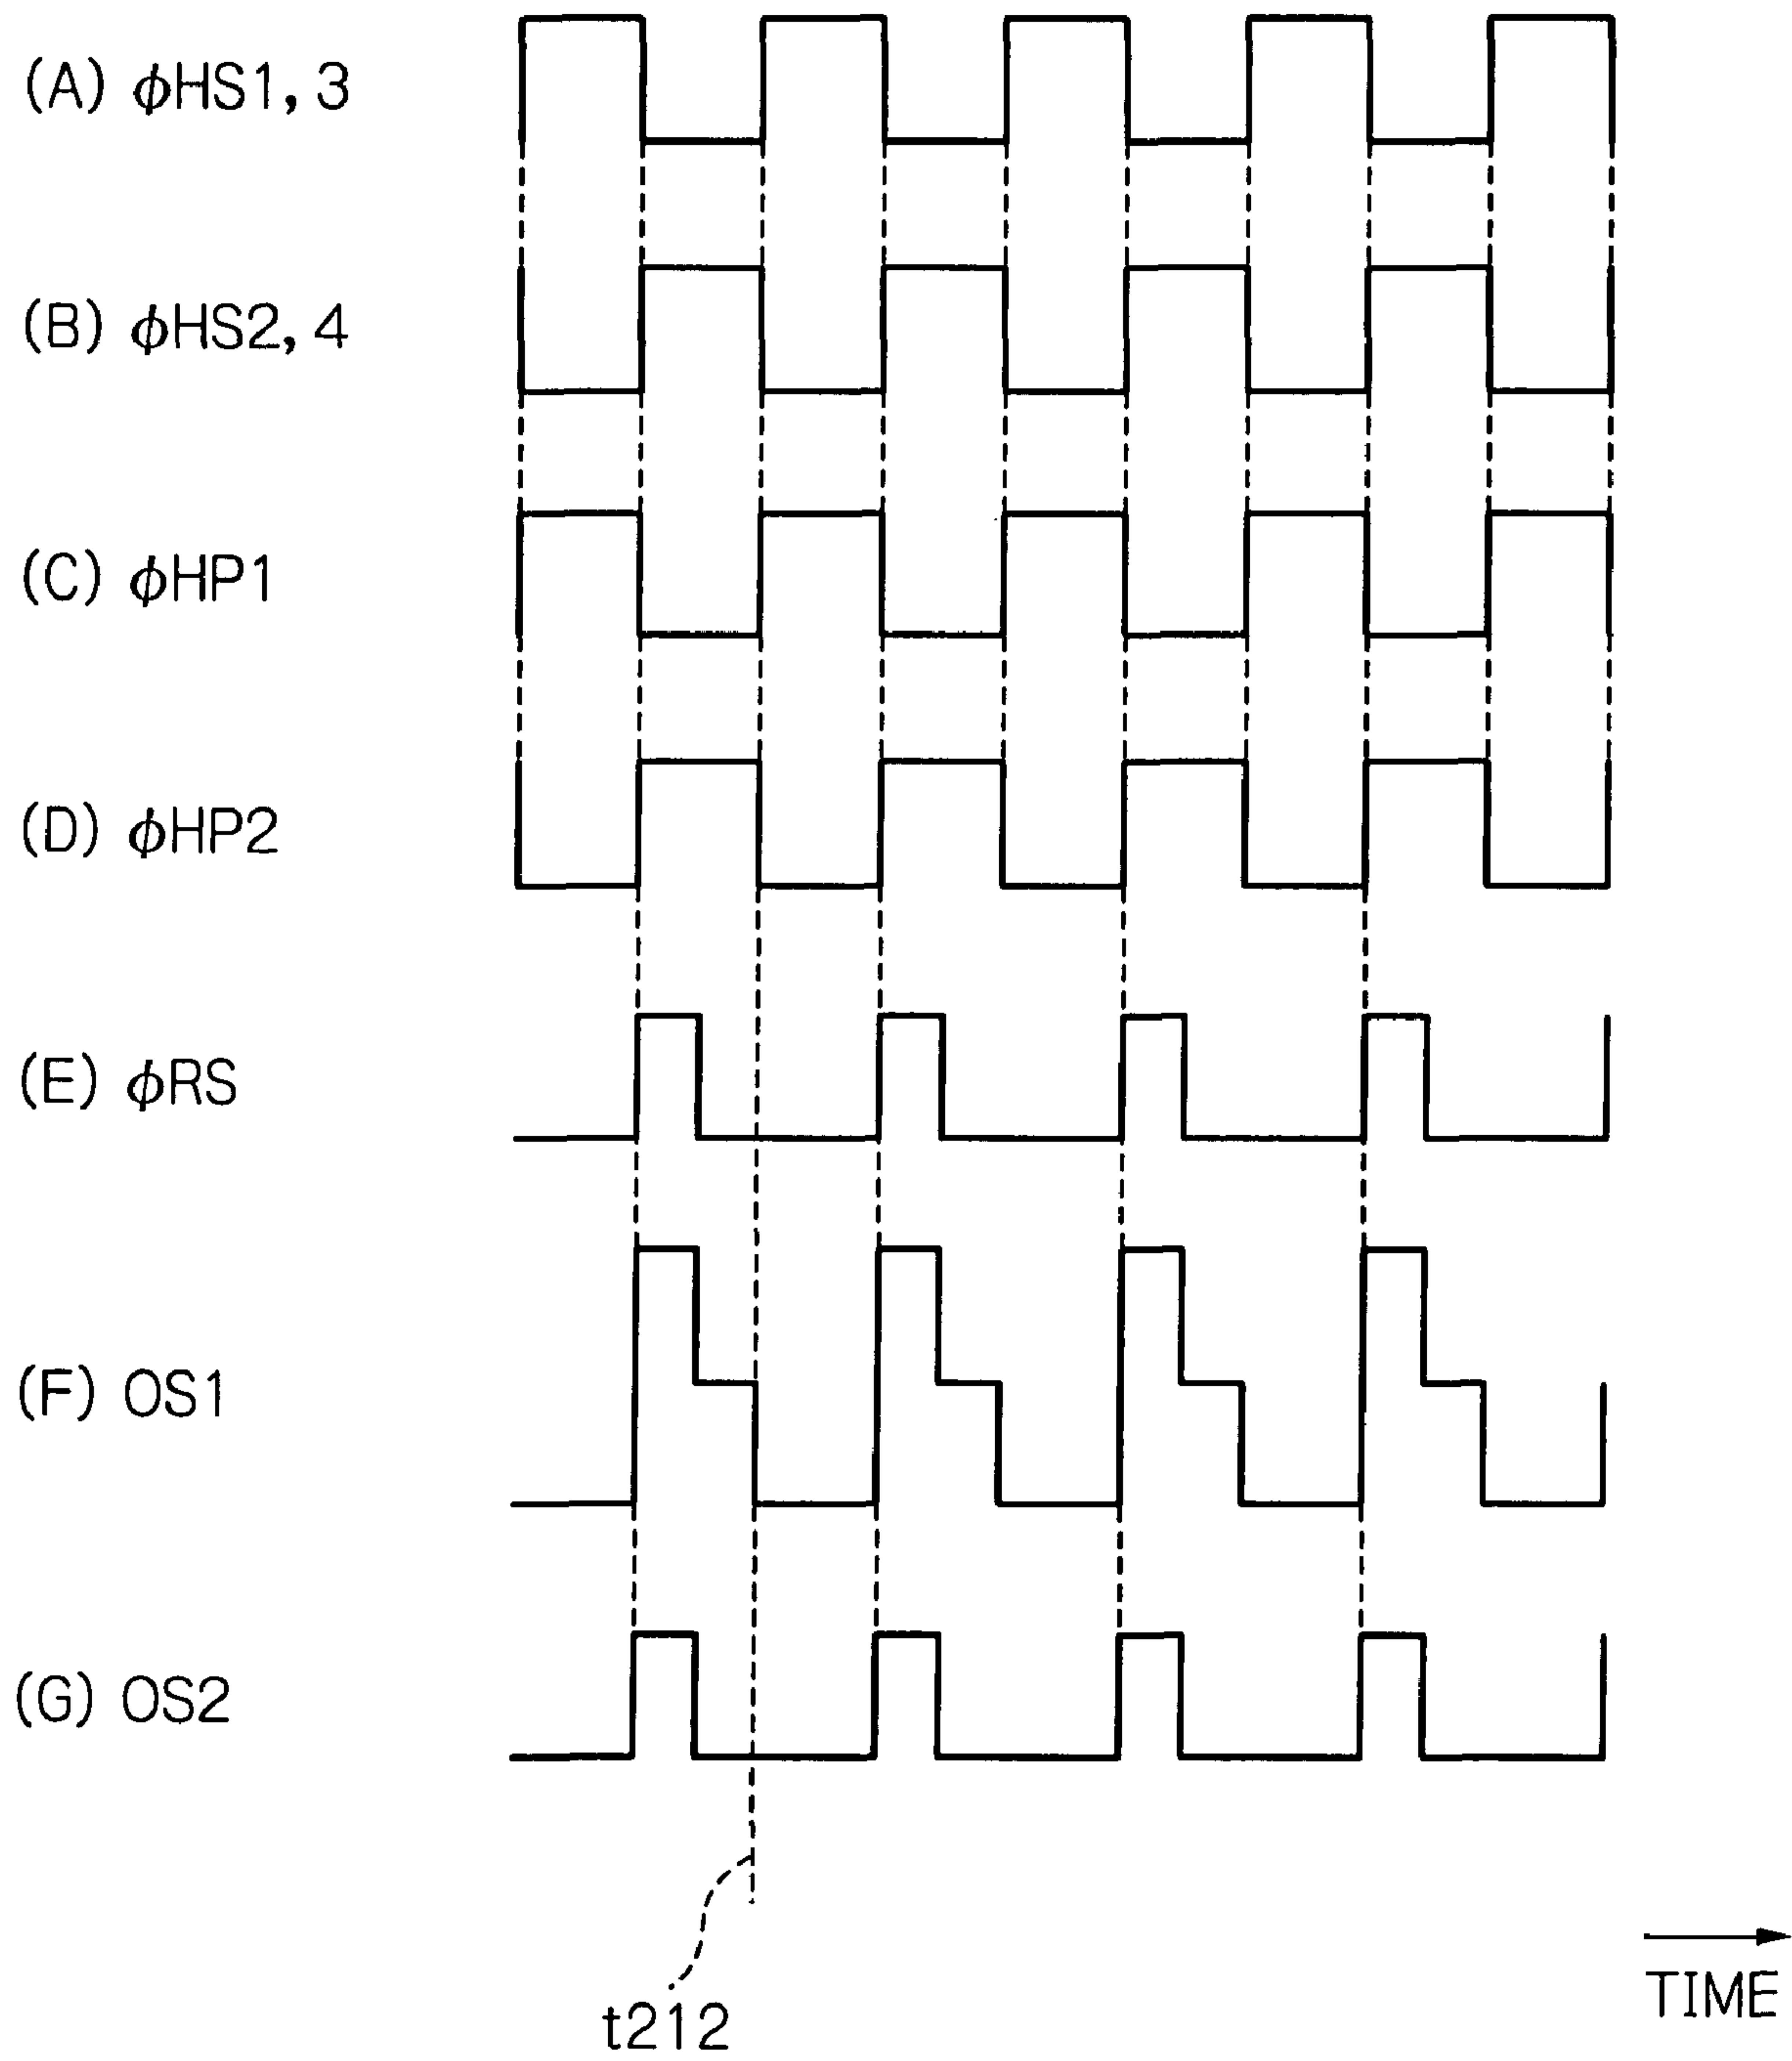 (A) φHS1, 3
(B) φHS2, 4
(C) φHP1
(D) φHP2
(E) φRS
(F) OS1
(G) OS2
t212
TIME